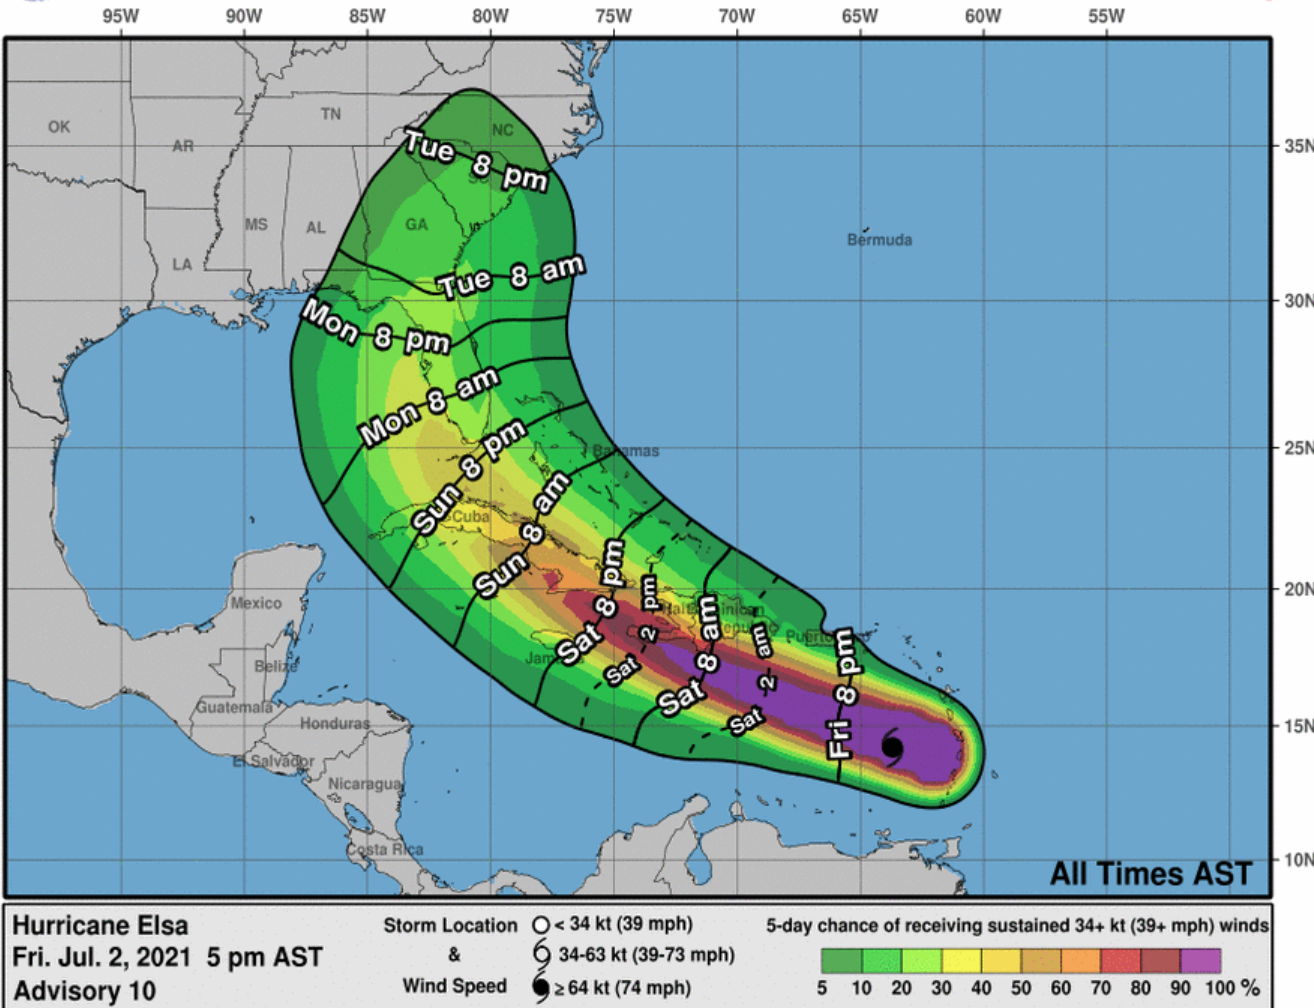 95W 90W 85W 80W 75W 70W 65W 60W 55W
OK
TN
NC
AR
35N
Tue 8 pm
MS
AL
GA
Bermuda
LA
Tue 8 am
30N
Mon 8 pm
Mon 8 am
25N
Bahamas
Sun 8 pm
Cuba
Sun 8 am
20N
Mexico
Sat 8 pm
Sat 2 pm
Sat 8 am
Sat 2 am
Fri 8 pm
Belize
Guatemala
Honduras
15N
El Salvador
Nicaragua
Costa Rica
10N
All Times AST
Hurricane Elsa
Fri. Jul. 2, 2021 5 pm AST
Advisory 10
Storm Location
&
Wind Speed
< 34 kt (39 mph)
34-63 kt (39-73 mph)
≥ 64 kt (74 mph)
5-day chance of receiving sustained 34+ kt (39+ mph) winds
5 10 20 30 40 50 60 70 80 90 100 %